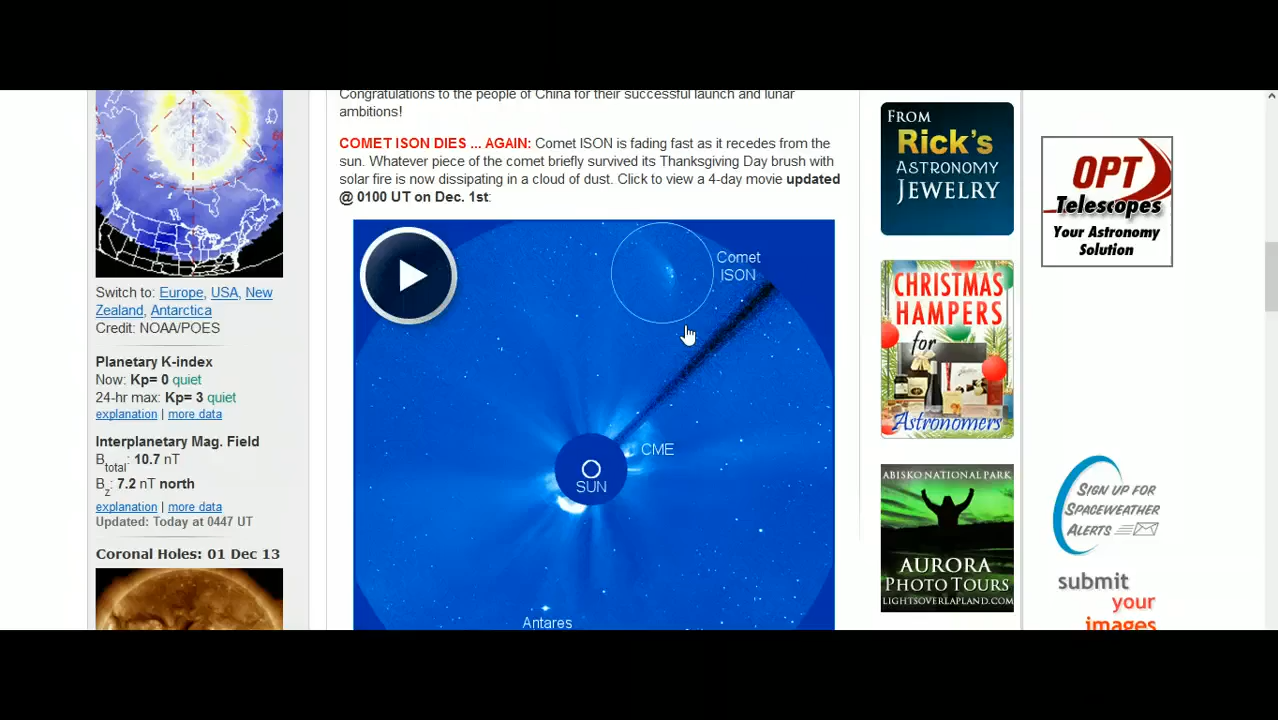 Switch to: Europe, USA, New
Zealand, Antarctica
Credit: NOAA/POES
Planetary K-index
Now: Kp= 0 quiet
24-hr max: Kp= 3 quiet
explanation | more data
Interplanetary Mag. Field
Btotal: 10.7 nT
Bz: 7.2 nT north
explanation | more data
Updated: Today at 0447 UT
Coronal Holes: 01 Dec 13
Congratulations to the people of China for their successful launch and lunar
ambitions!
COMET ISON DIES ... AGAIN: Comet ISON is fading fast as it recedes from the
sun. Whatever piece of the comet briefly survived its Thanksgiving Day brush with
solar fire is now dissipating in a cloud of dust. Click to view a 4-day movie updated
@ 0100 UT on Dec. 1st:
Comet
ISON
CME
SUN
Antares
FROM
Rick's
ASTRONOMY
JEWELRY
CHRISTMAS
HAMPERS
for
Astronomers
ABISKO NATIONAL PARK
AURORA
PHOTO TOURS
LIGHTSOVERLAPLAND.COM
OPT
Telescopes
Your Astronomy
Solution
SIGN UP FOR
SPACEWEATHER
ALERTS
submit
your
images